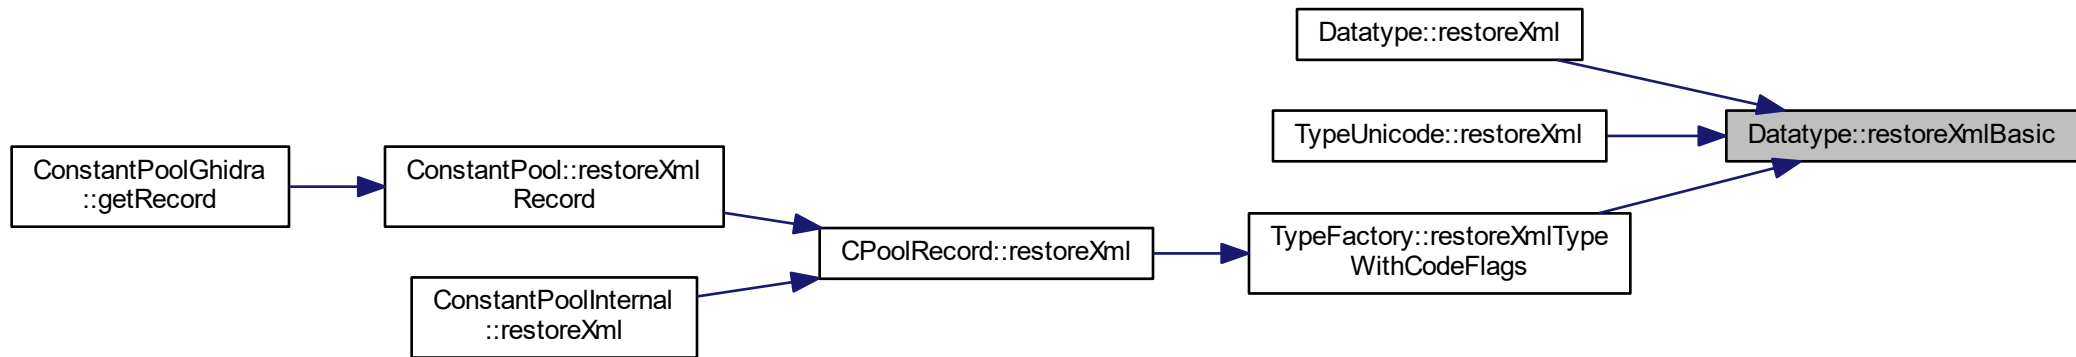 Datatype::restoreXml
TypeUnicode::restoreXml
Datatype::restoreXmlBasic
ConstantPoolGhidra
::getRecord
ConstantPool::restoreXml
Record
CPoolRecord::restoreXml
TypeFactory::restoreXmlType
WithCodeFlags
ConstantPoolInternal
::restoreXml